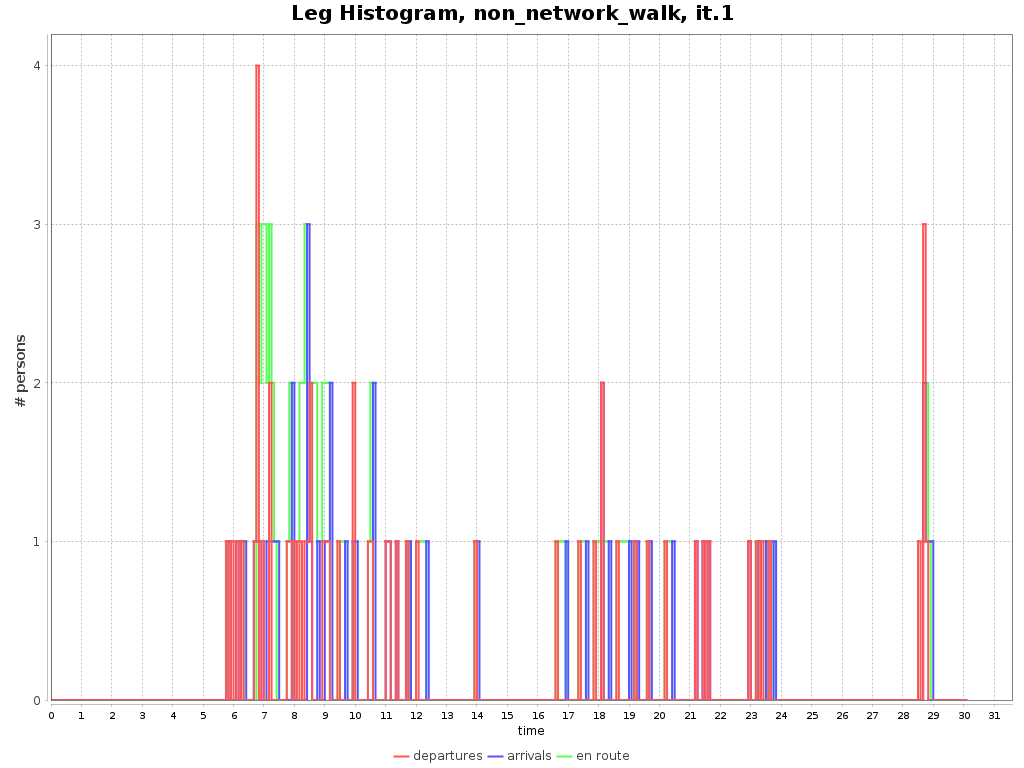 Leg Histogram, non_network_walk, it.1
# persons
4
3
2
1
0
0 1 2 3 4 5 6 7 8 9 10 11 12 13 14 15 16 17 18 19 20 21 22 23 24 25 26 27 28 29 30 31
time
departures arrivals en route